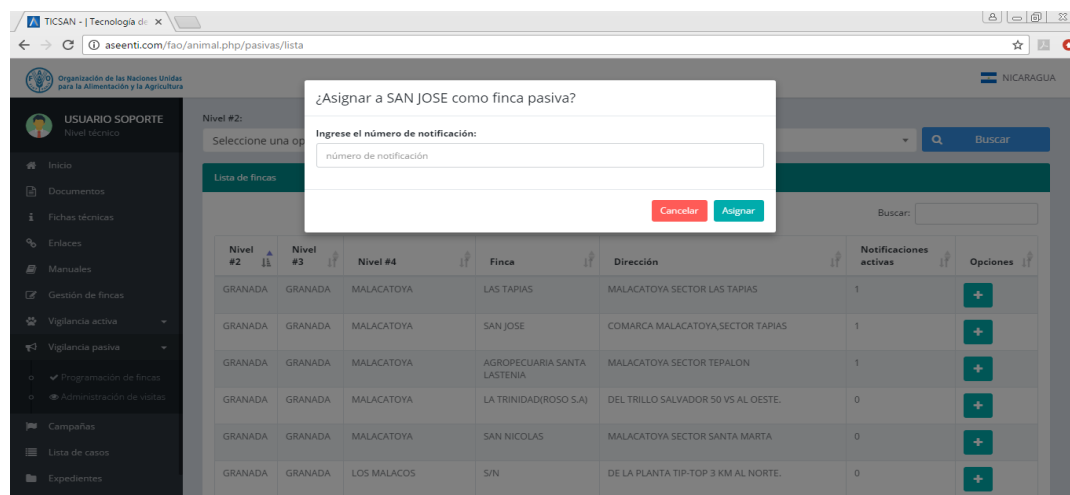 TICSAN - | Tecnología de
aseenti.com/fao/animal.php/pasivas/lista
Organización de las Naciones Unidas
para la Alimentación y la Agricultura
NICARAGUA
USUARIO SOPORTE
Nivel técnico
Inicio
Documentos
Fichas técnicas
Enlaces
Manuales
Gestión de fincas
Vigilancia activa
Vigilancia pasiva
Programación de fincas
Administración de visitas
Campañas
Lista de casos
Expedientes
¿Asignar a SAN JOSE como finca pasiva?
Ingrese el número de notificación:
número de notificación
Cancelar Asignar
Nivel #2:
Seleccione una op
Buscar
Lista de fincas
Buscar:
Nivel #2 Nivel #3 Nivel #4 Finca Dirección Notificaciones activas Opciones
GRANADA GRANADA MALACATOYA LAS TAPIAS MALACATOYA SECTOR LAS TAPIAS 1
GRANADA GRANADA MALACATOYA SAN JOSE COMARCA MALACATOYA,SECTOR TAPIAS 1
GRANADA GRANADA MALACATOYA AGROPECUARIA SANTA LASTENIA MALACATOYA SECTOR TEPALON 1
GRANADA GRANADA MALACATOYA LA TRINIDAD(ROSO S.A) DEL TRILLO SALVADOR 50 VS AL OESTE. 0
GRANADA GRANADA MALACATOYA SAN NICOLAS MALACATOYA SECTOR SANTA MARTA 0
GRANADA GRANADA LOS MALACOS S/N DE LA PLANTA TIP-TOP 3 KM AL NORTE. 0